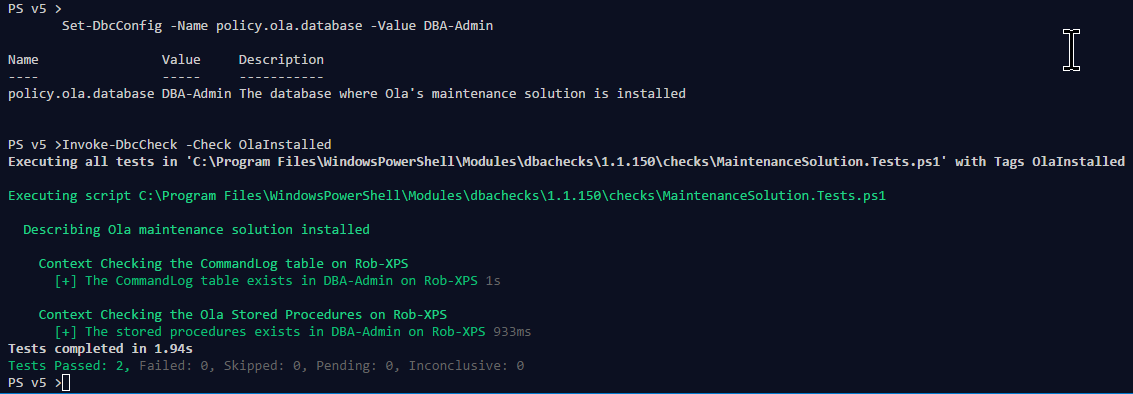 PS v5 >
Set-DbcConfig -Name policy.ola.database -Value DBA-Admin
Name Value Description
---- ----- -----------
policy.ola.database DBA-Admin The database where Ola's maintenance solution is installed
PS v5 >Invoke-DbcCheck -Check OlaInstalled
Executing all tests in 'C:\Program Files\WindowsPowerShell\Modules\dbachecks\1.1.150\checks\MaintenanceSolution.Tests.ps1' with Tags OlaInstalled
Executing script C:\Program Files\WindowsPowerShell\Modules\dbachecks\1.1.150\checks\MaintenanceSolution.Tests.ps1
Describing Ola maintenance solution installed
Context Checking the CommandLog table on Rob-XPS
[+] The CommandLog table exists in DBA-Admin on Rob-XPS 1s
Context Checking the Ola Stored Procedures on Rob-XPS
[+] The stored procedures exists in DBA-Admin on Rob-XPS 933ms
Tests completed in 1.94s
Tests Passed: 2, Failed: 0, Skipped: 0, Pending: 0, Inconclusive: 0
PS v5 >